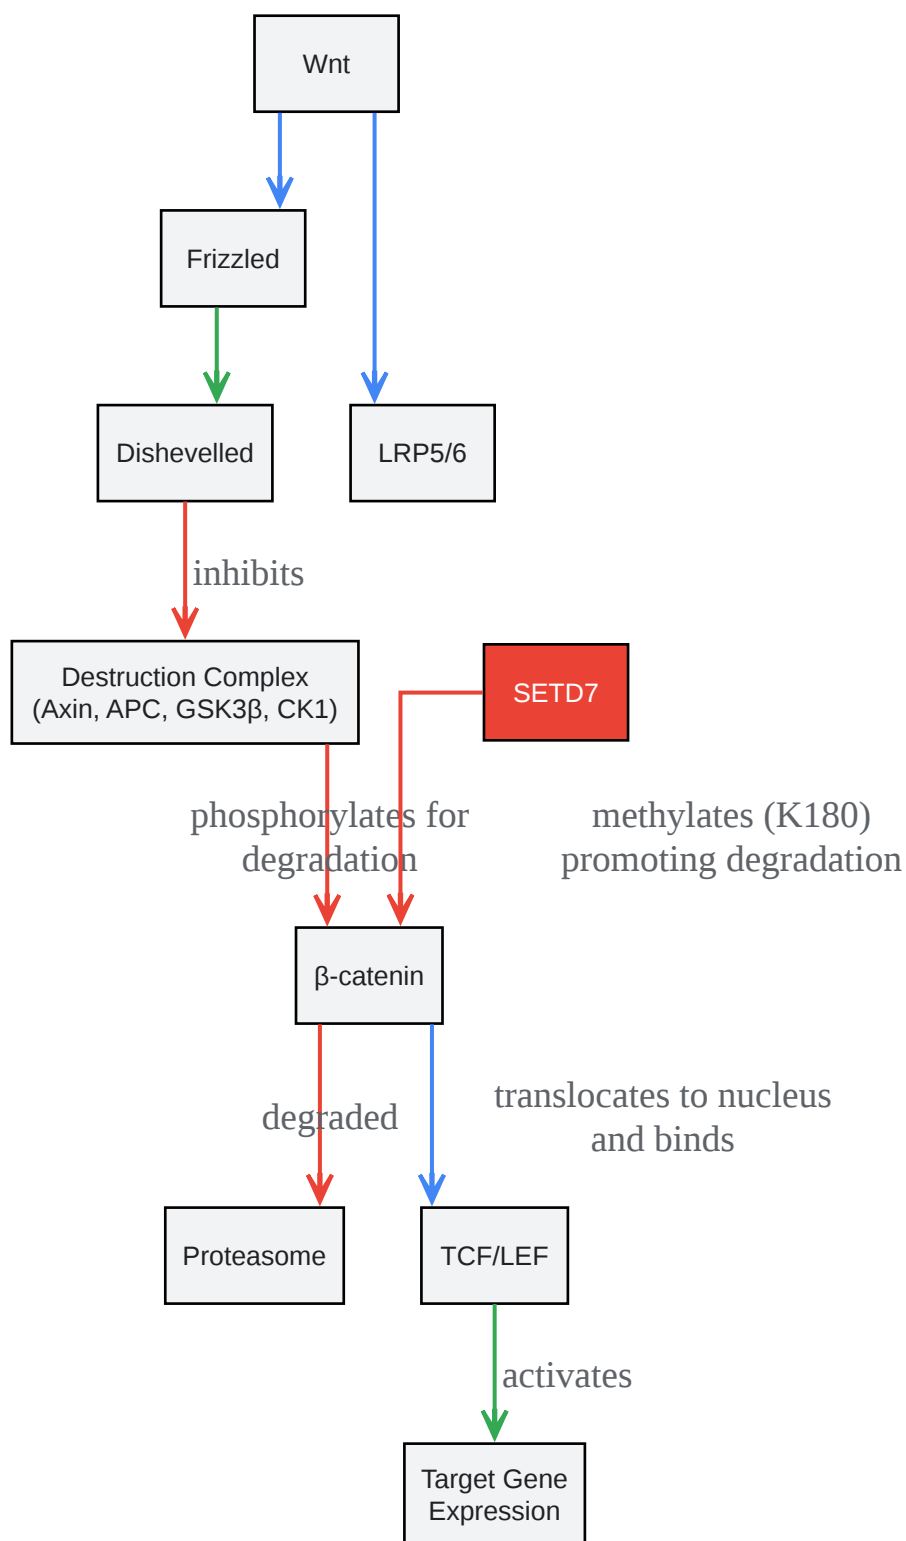 Wnt
Frizzled
Dishevelled
LRP5/6
inhibits
Destruction Complex
(Axin, APC, GSK3β, CK1)
SETD7
phosphorylates for
degradation
methylates (K180)
promoting degradation
β-catenin
degraded
translocates to nucleus
and binds
Proteasome
TCF/LEF
activates
Target Gene
Expression